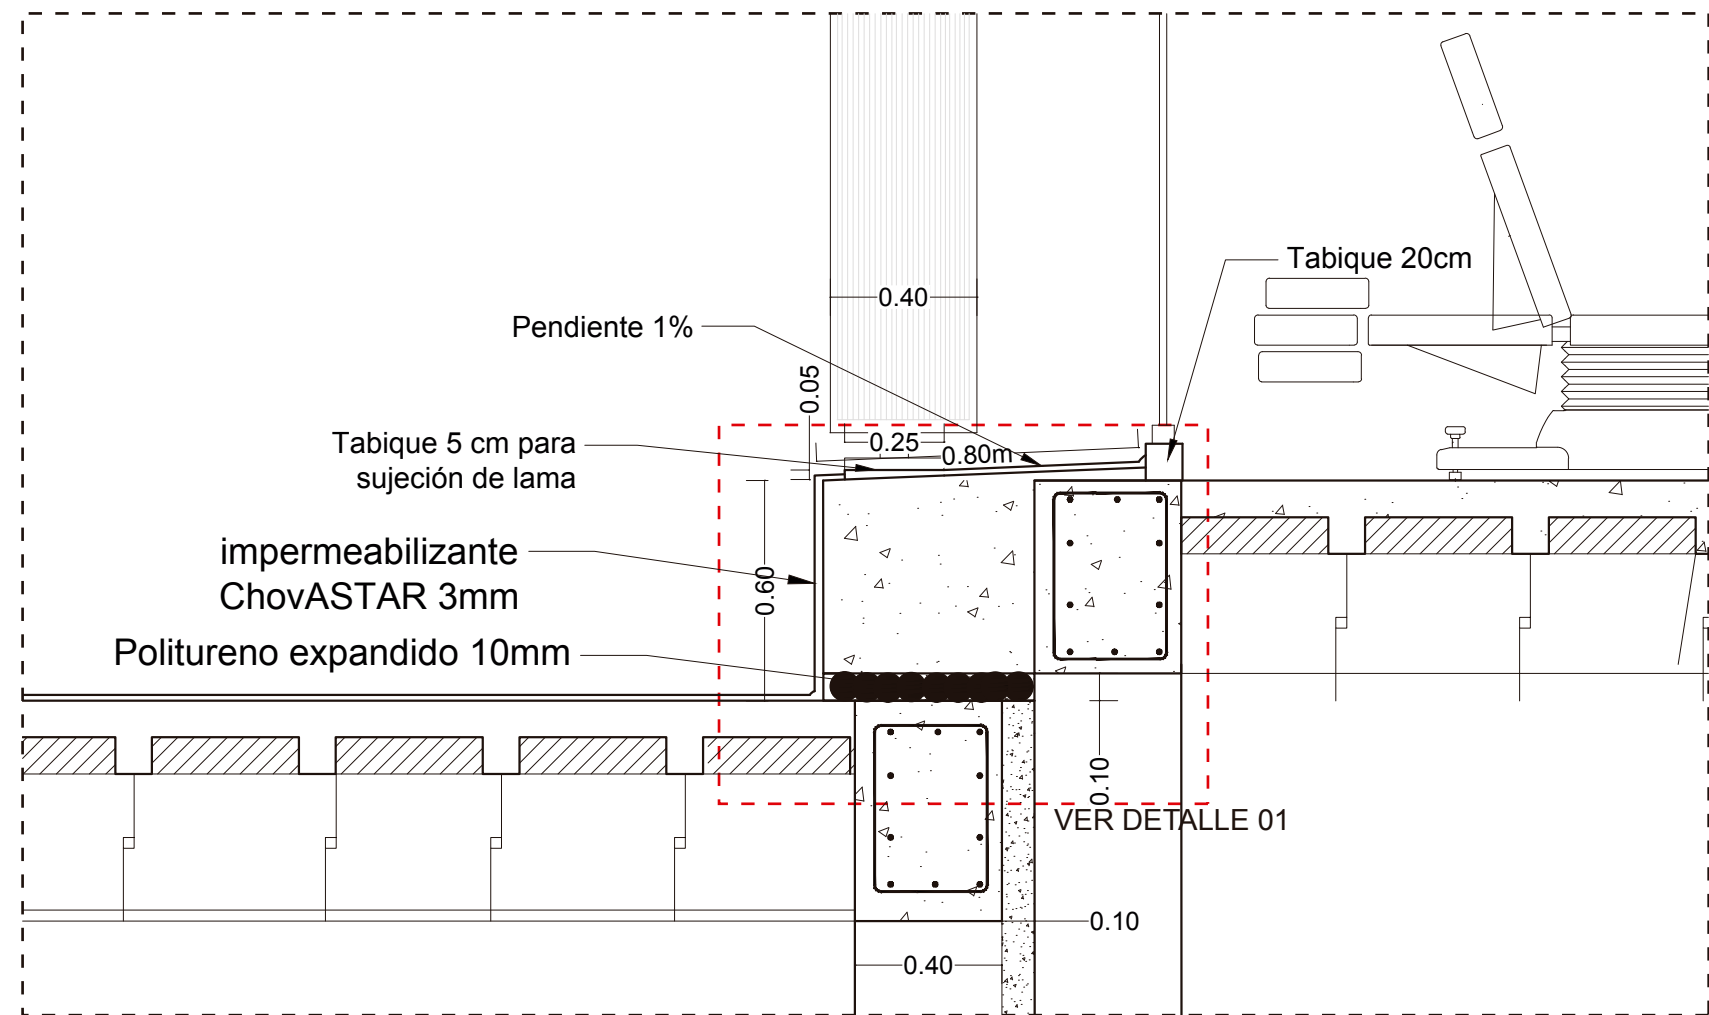 Tabique 20cm
0.40
Pendiente 1%
0.05
Tabique 5 cm para
sujeción de lama
0.25
0.80m
impermeabilizante
ChovASTAR 3mm
0.60
Politureno expandido 10mm
0.10
VER DETALLE 01
0.10
0.40